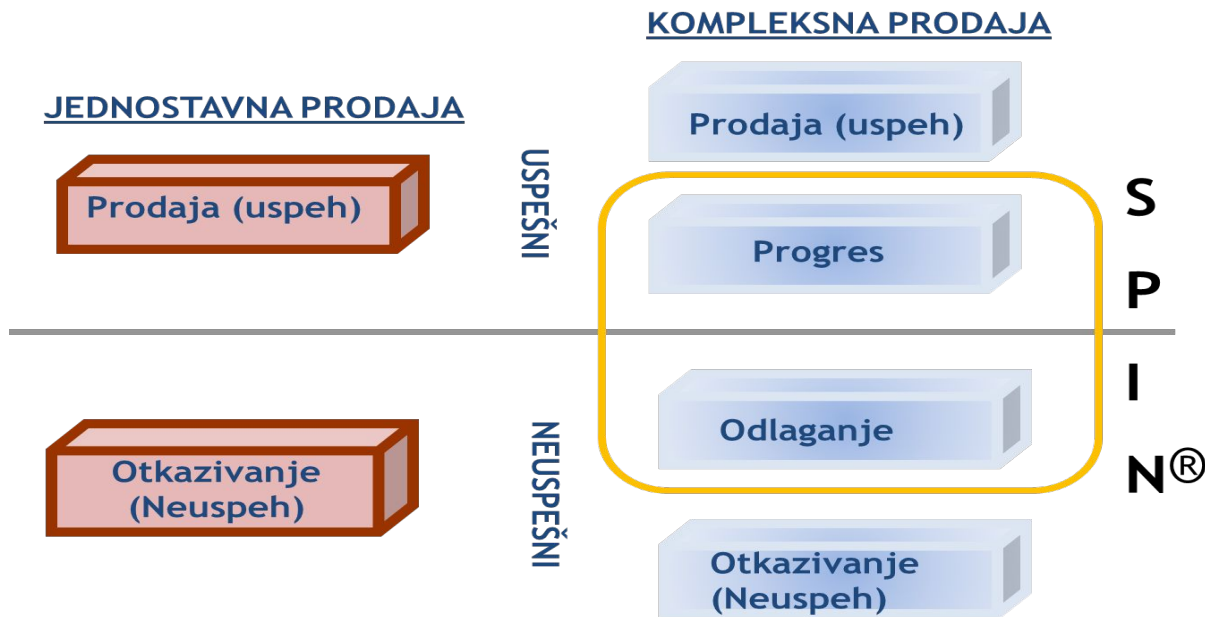 KOMPLEKSNA PRODAJA
JEDNOSTAVNA PRODAJA
Prodaja (uspeh)
Prodaja (uspeh)
USPEŠNI
Progres
S
P
I
N®
Otkazivanje
(Neuspeh)
NEUSPEŠNI
Odlaganje
Otkazivanje
(Neuspeh)